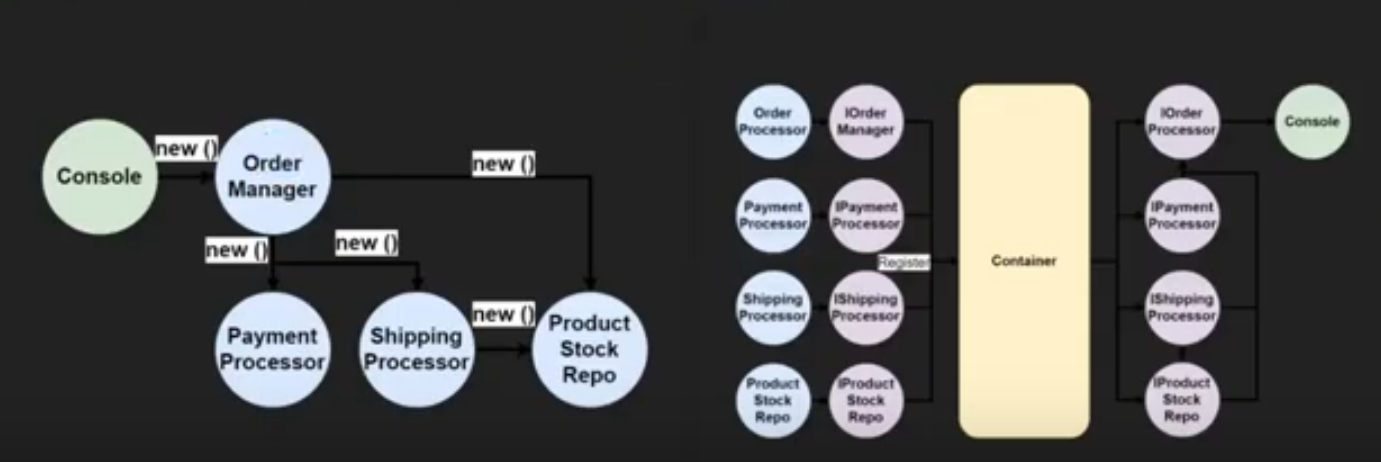 Console
new ()
Order
Manager
new ()
new ()
new ()
Payment
Processor
Shipping
Processor
new ()
Product
Stock
Repo
Order
Processor
IOrder
Manager
Payment
Processor
IPayment
Processor
Register
Shipping
Processor
IShipping
Processor
Product
Stock
Repo
IProduct
Stock
Repo
Container
IOrder
Processor
Console
IPayment
Processor
IShipping
Processor
IProduct
Stock
Repo